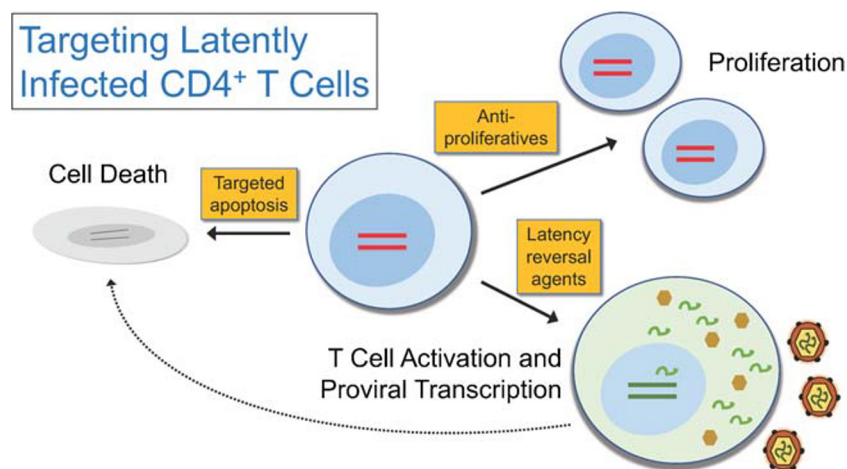 Targeting Latently
Infected CD4⁺ T Cells
Proliferation
Anti-
proliferatives
Cell Death
Targeted
apoptosis
Latency
reversal
agents
T Cell Activation and
Proviral Transcription